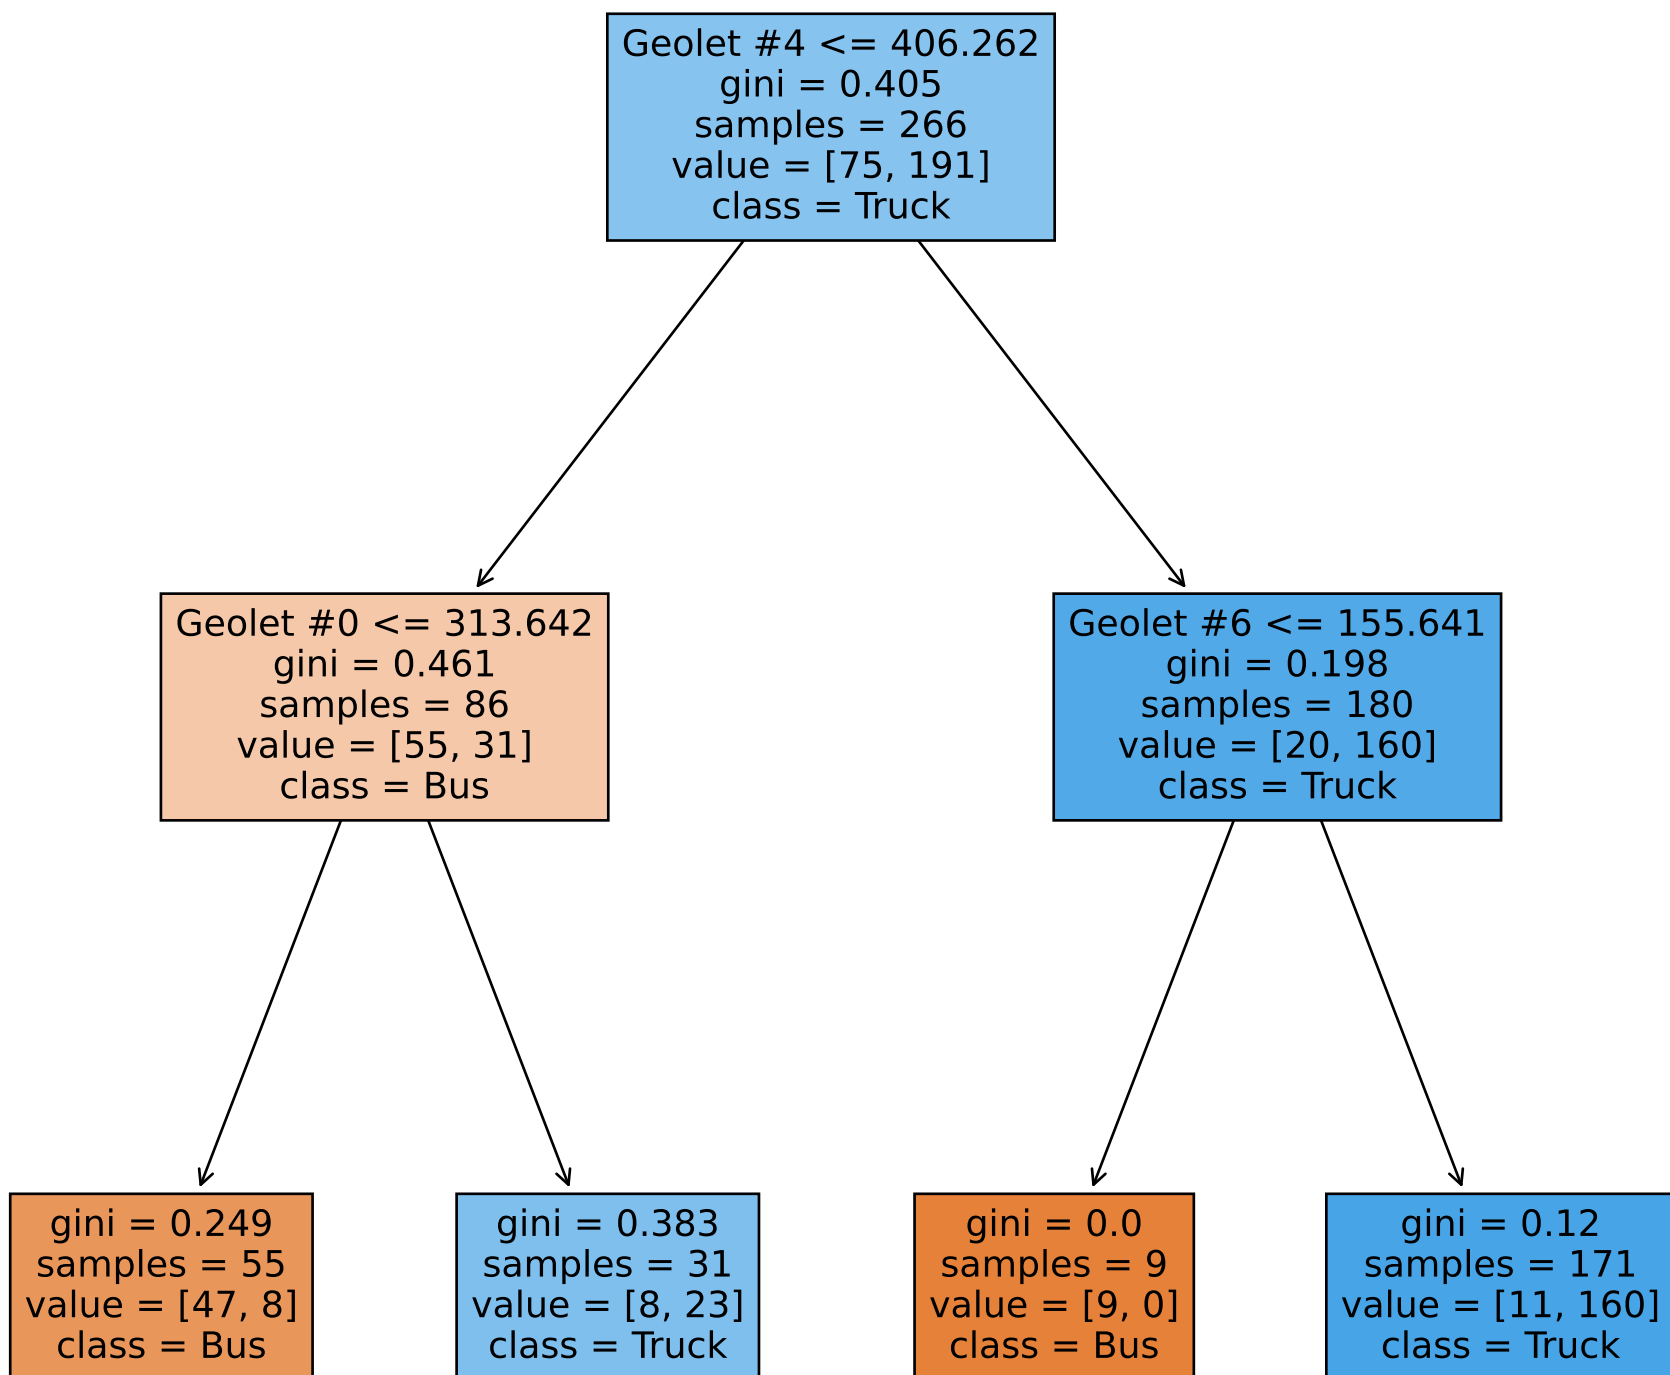 Geolet #4 <= 406.262
gini = 0.405
samples = 266
value = [75, 191]
class = Truck
Geolet #0 <= 313.642
gini = 0.461
samples = 86
value = [55, 31]
class = Bus
Geolet #6 <= 155.641
gini = 0.198
samples = 180
value = [20, 160]
class = Truck
gini = 0.249
samples = 55
value = [47, 8]
class = Bus
gini = 0.383
samples = 31
value = [8, 23]
class = Truck
gini = 0.0
samples = 9
value = [9, 0]
class = Bus
gini = 0.12
samples = 171
value = [11, 160]
class = Truck